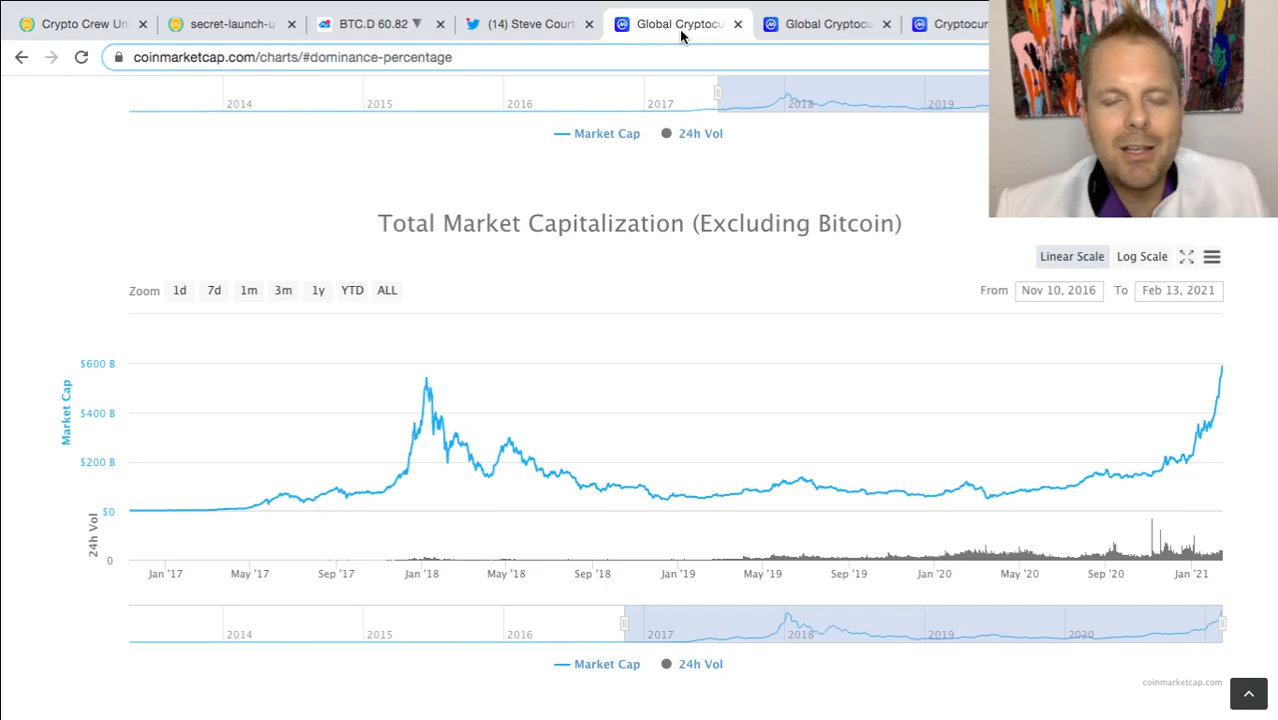 Crypto Crew Un
secret-launch-u
BTC.D 60.82 ▼
(14) Steve Court
Global Cryptocu
Global Cryptocu
Cryptocurr
coinmarketcap.com/charts/#dominance-percentage
2014 2015 2016 2017 2018 2019
Market Cap 24h Vol
Total Market Capitalization (Excluding Bitcoin)
Linear Scale Log Scale
Zoom 1d 7d 1m 3m 1y YTD ALL
From Nov 10, 2016 To Feb 13, 2021
$600 B
$400 B
$200 B
$0
Market Cap
24h Vol
0
Jan '17 May '17 Sep '17 Jan '18 May '18 Sep '18 Jan '19 May '19 Sep '19 Jan '20 May '20 Sep '20 Jan '21
2014 2015 2016 2017 2018 2019 2020
Market Cap 24h Vol
coinmarketcap.com